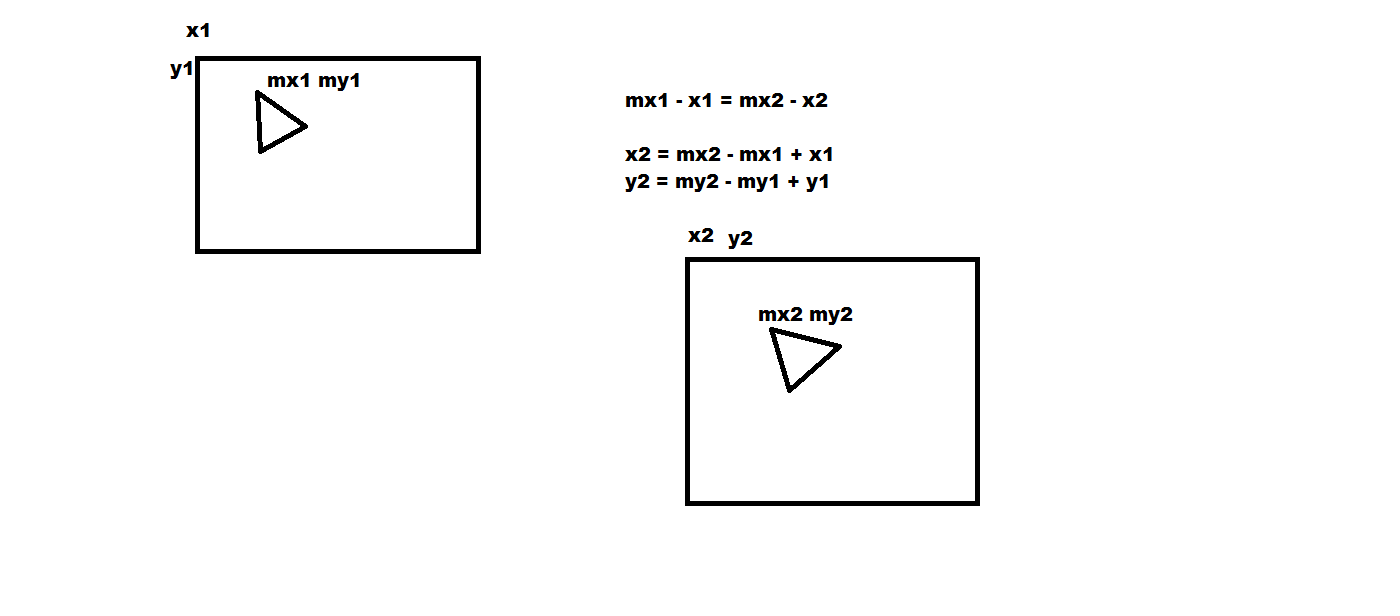 x1
y1
mx1 my1
mx1 - x1 = mx2 - x2
x2 = mx2 - mx1 + x1
y2 = my2 - my1 + y1
x2 y2
mx2 my2